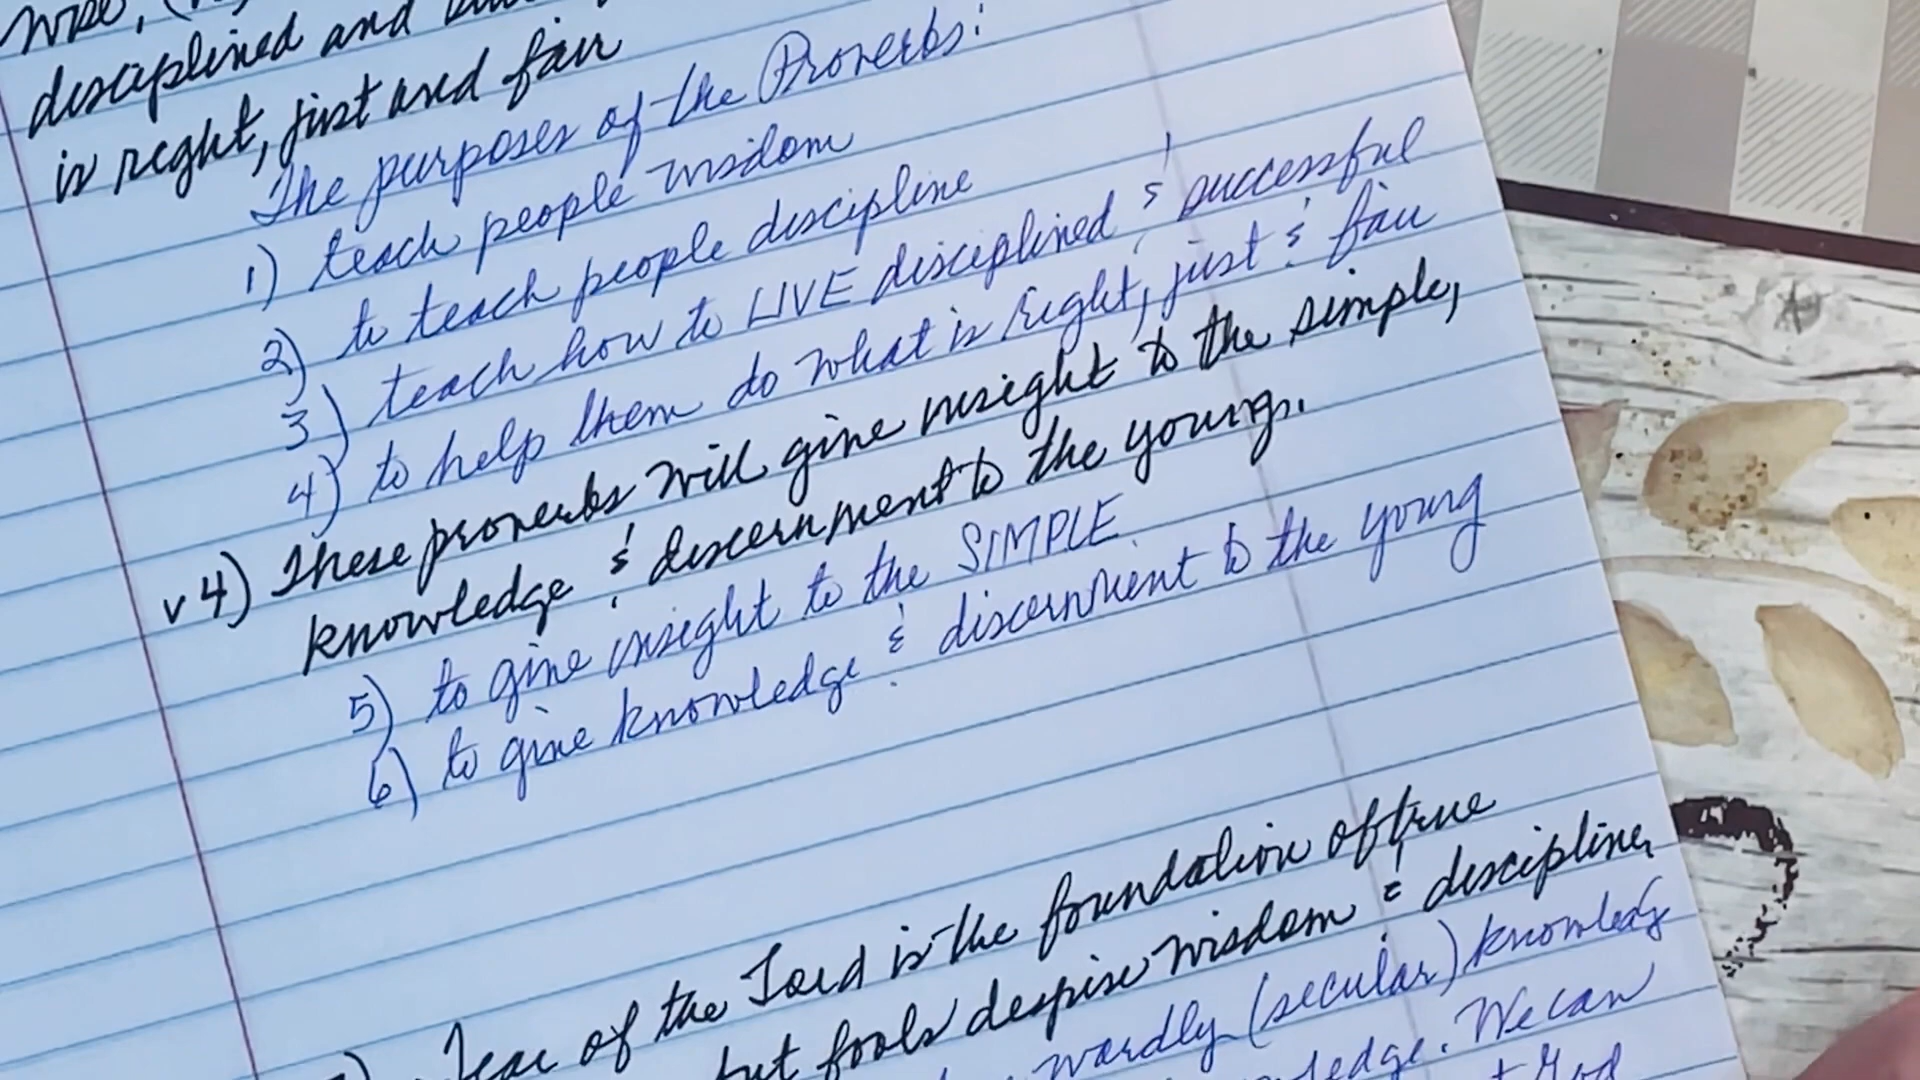 disciplined and
is right, just and fair
The purposes of the Proverbs:
1) teach people wisdom
2) to teach people discipline
3) teach how to LIVE disciplined & successful
4) to help them do what is right, just & fair
v4) These proverbs will give insight to the simple,
knowledge & discernment to the young.
5) to give insight to the SIMPLE
6) to give knowledge & discernment to the young
Fear of the Lord is the foundation of true
but fools despise wisdom & discipline
wardly (secular) knowledge
We can
God